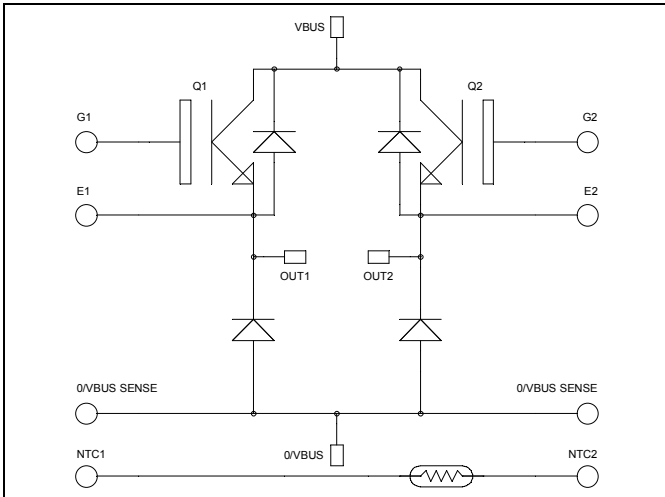 VBUS
Q1
Q2
G1
G2
E1
E2
OUT1
OUT2
0/VBUS SENSE
0/VBUS SENSE
NTC1
0/VBUS
NTC2